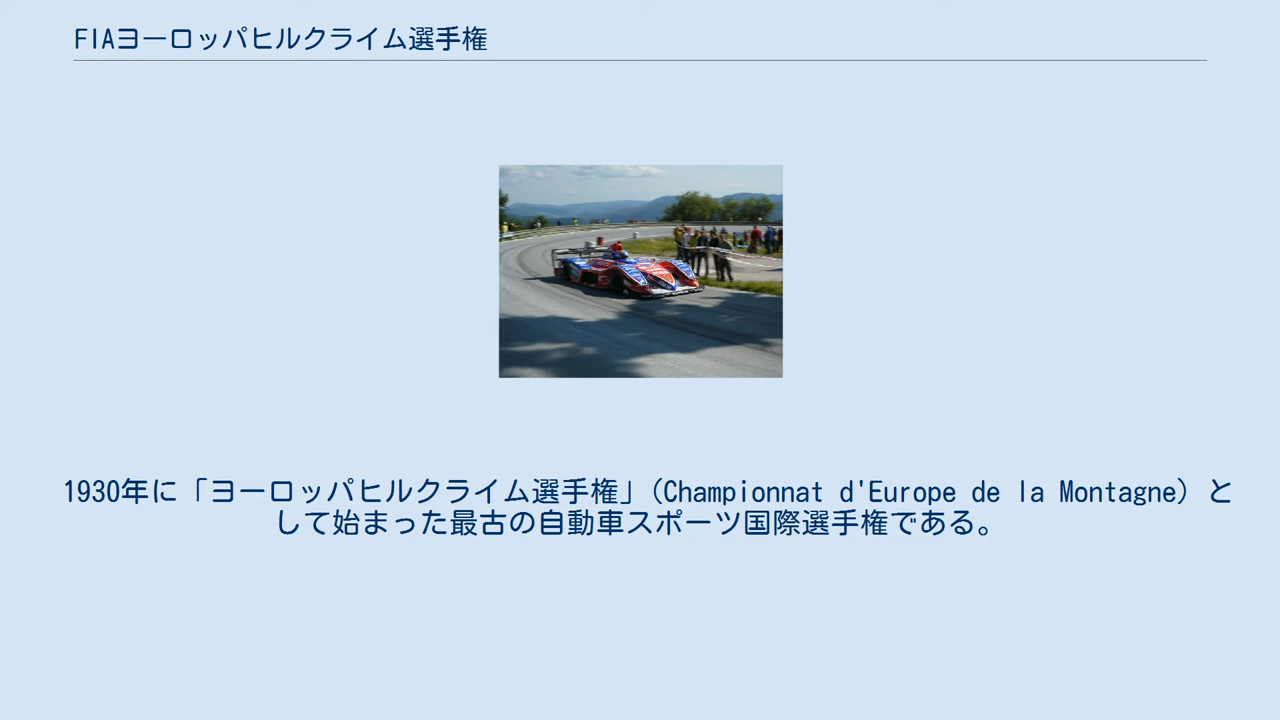 FIAヨーロッパヒルクライム選手権
1930年に「ヨーロッパヒルクライム選手権」（Championnat d'Europe de la Montagne）と
して始まった最古の自動車スポーツ国際選手権である。